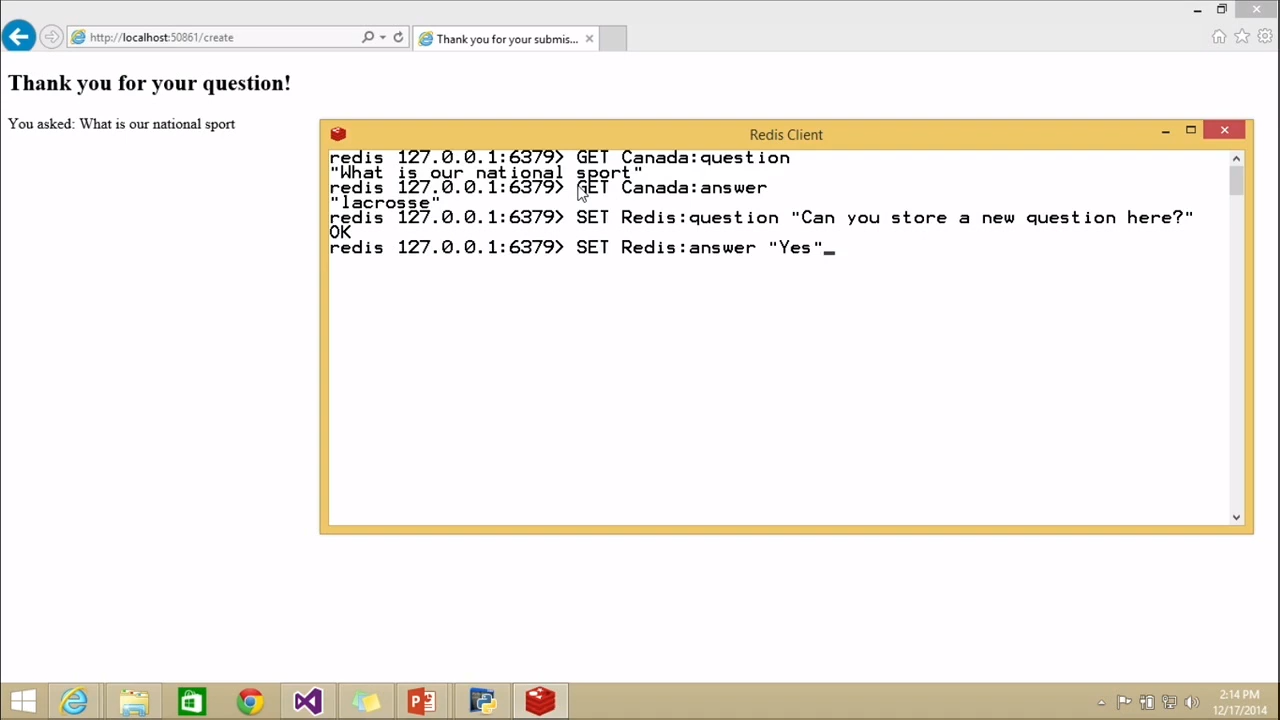 http://localhost:50861/create
Thank you for your submis...
Thank you for your question!
You asked: What is our national sport
Redis Client
redis 127.0.0.1:6379> GET Canada:question
"What is our national sport"
redis 127.0.0.1:6379> GET Canada:answer
"lacrosse"
redis 127.0.0.1:6379> SET Redis:question "Can you store a new question here?"
OK
redis 127.0.0.1:6379> SET Redis:answer "Yes"
2:14 PM
12/17/2014